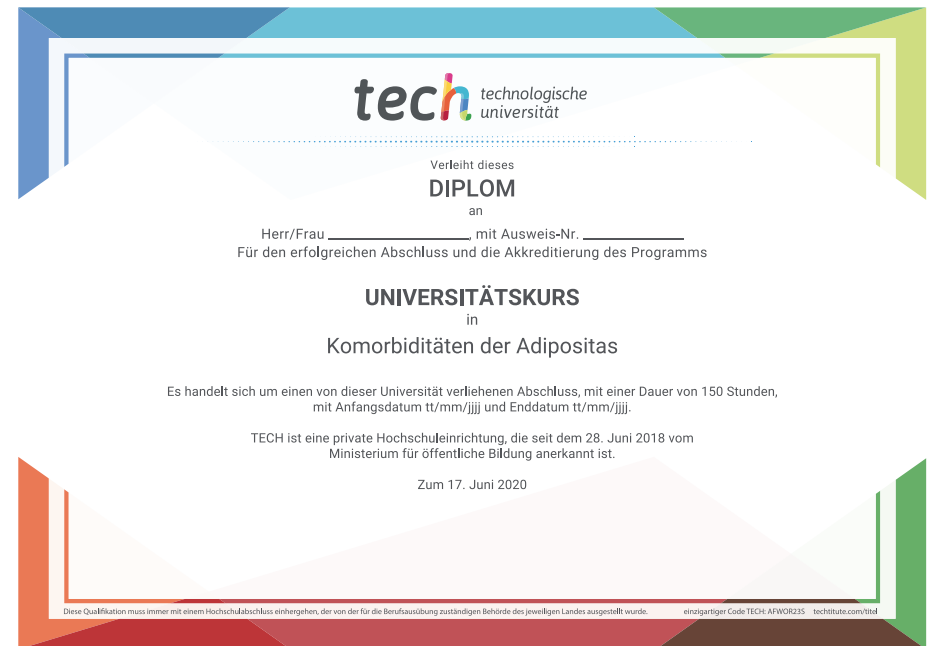 tech technologische
universität
Verleiht dieses
DIPLOM
an
Herr/Frau ____________________, mit Ausweis-Nr. ______________
Für den erfolgreichen Abschluss und die Akkreditierung des Programms
UNIVERSITÄTSKURS
in
Komorbiditäten der Adipositas
Es handelt sich um einen von dieser Universität verliehenen Abschluss, mit einer Dauer von 150 Stunden,
mit Anfangsdatum tt/mm/jjjj und Enddatum tt/mm/jjjj.
TECH ist eine private Hochschuleinrichtung, die seit dem 28. Juni 2018 vom
Ministerium für öffentliche Bildung anerkannt ist.
Zum 17. Juni 2020
Diese Qualifikation muss immer mit einem Hochschulabschluss einhergehen, der von der für die Berufsausübung zuständigen Behörde des jeweiligen Landes ausgestellt wurde. einzigartiger Code TECH: AFWOR23S techtitute.com/titel